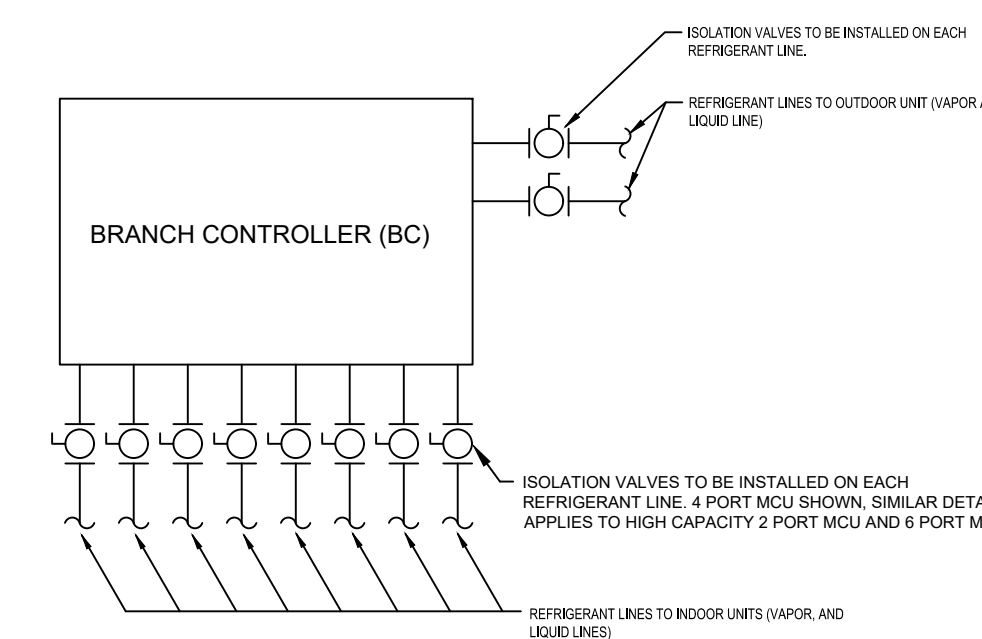 ISOLATION VALVES TO BE INSTALLED ON EACH
REFRIGERANT LINE.
REFRIGERANT LINES TO OUTDOOR UNIT (VAPOR
LIQUID LINE)
BRANCH CONTROLLER (BC)
ISOLATION VALVES TO BE INSTALLED ON EACH
REFRIGERANT LINE. 4 PORT MCU SHOWN, SIMILAR
APPLIES TO HIGH CAPACITY 2 PORT MCU AND 6 PORT
REFRIGERANT LINES TO INDOOR UNITS (VAPOR, AND
LIQUID LINES)